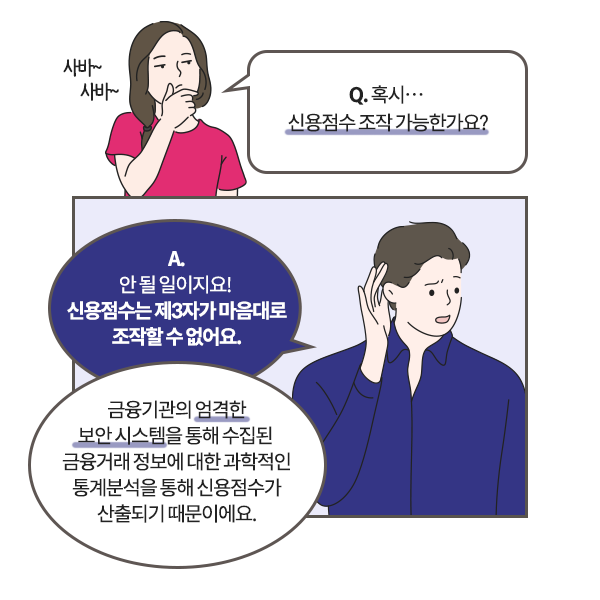 사바~
사바~
Q. 혹시…
신용점수 조작 가능한가요?
A.
안 될 일이지요!
신용점수는 제3자가 마음대로
조작할 수 없어요.
금융기관의 엄격한
보안 시스템을 통해 수집된
금융거래 정보에 대한 과학적인
통계분석을 통해 신용점수가
산출되기 때문이에요.